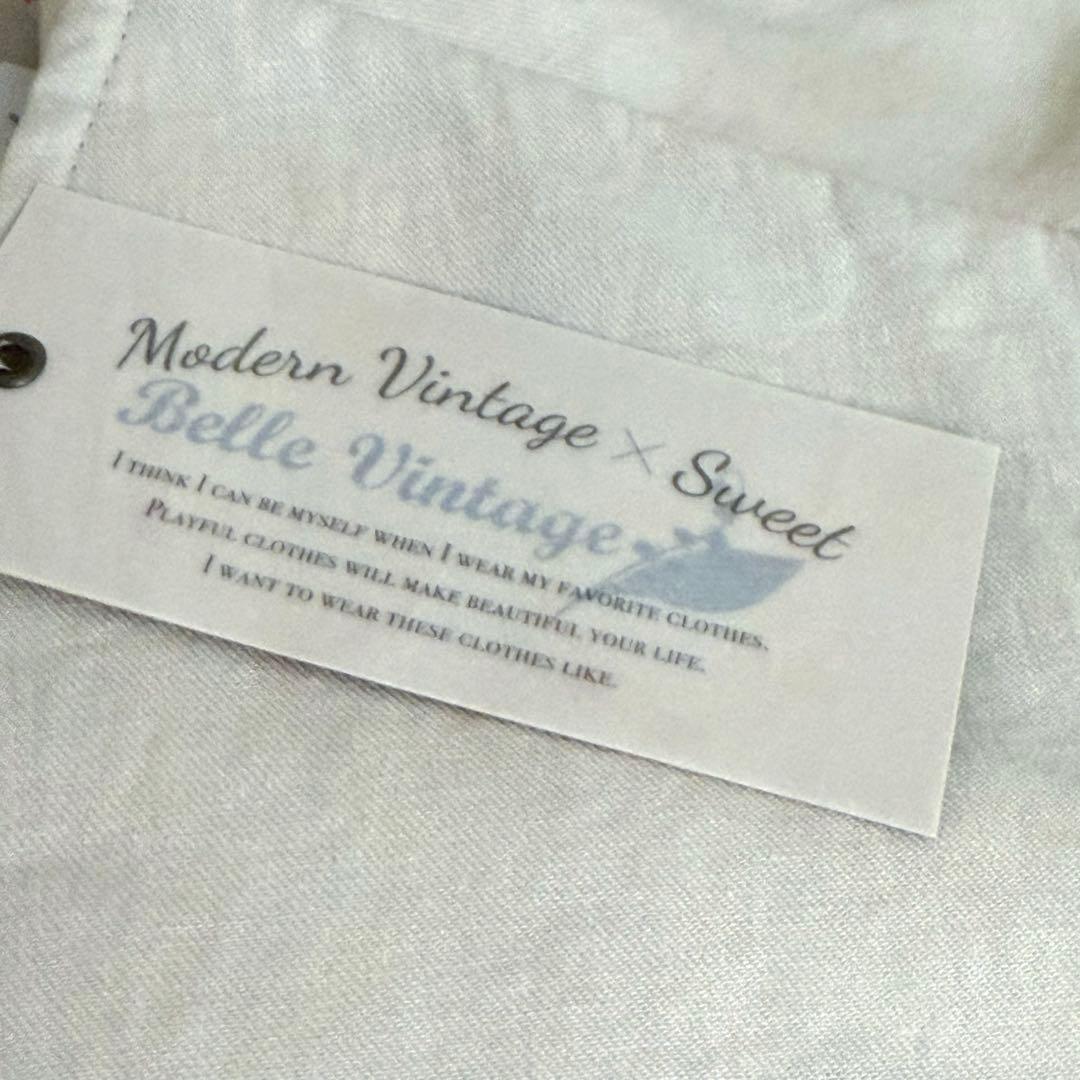 Modern Vintage × Sweet
Belle Vintage
I THINK I CAN BE MYSELF WHEN I WEAR MY FAVORITE CLOTHES.
PLAYFUL CLOTHES WILL MAKE BEAUTIFUL YOUR LIFE.
I WANT TO WEAR THESE CLOTHES LIKE.